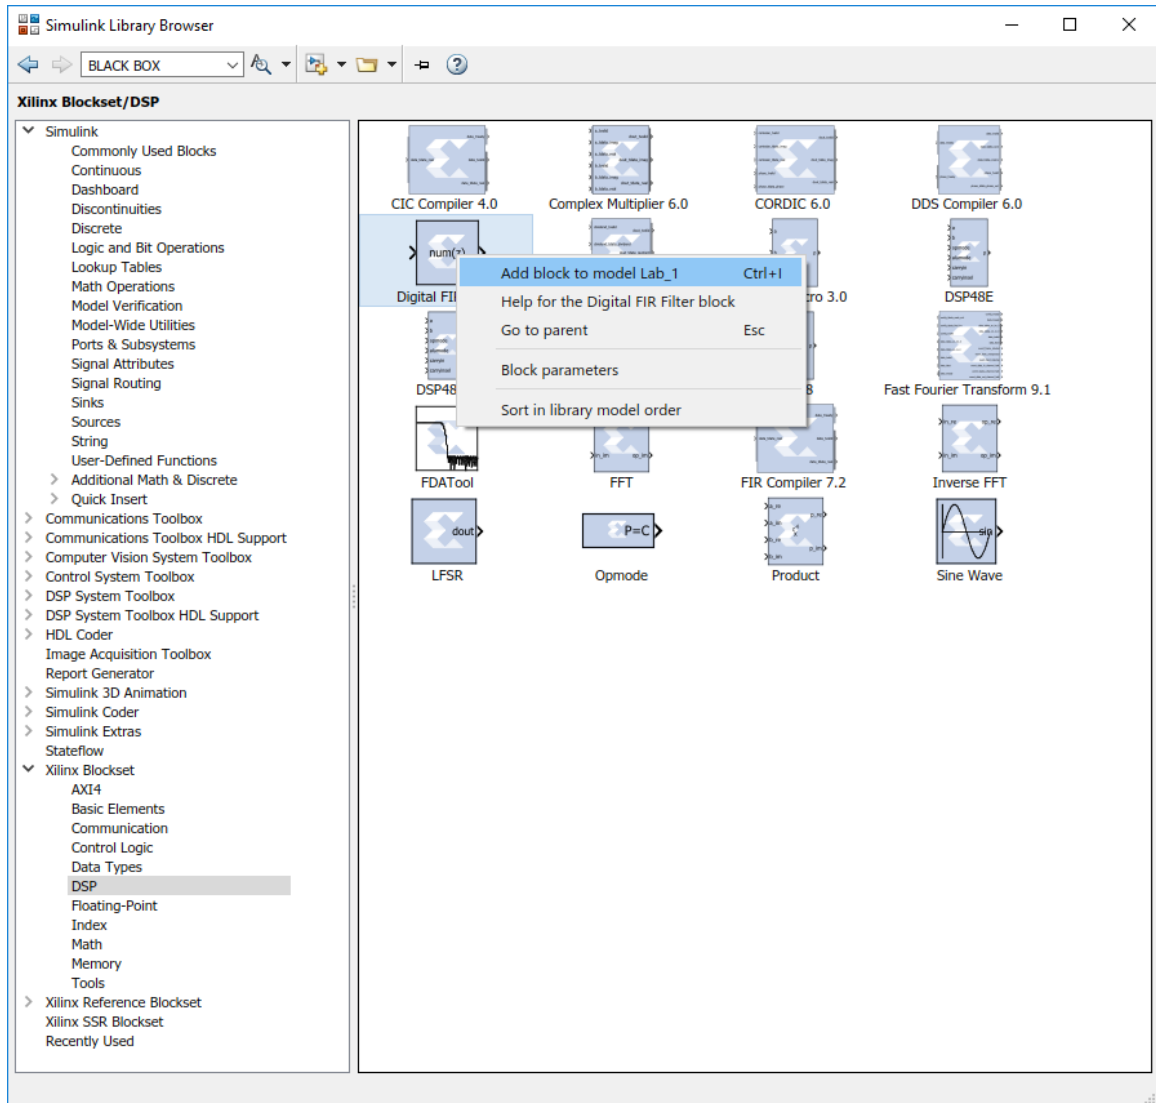 Simulink Library Browser
BLACK BOX
Xilinx Blockset/DSP
Simulink
Commonly Used Blocks
Continuous
Dashboard
Discontinuities
Discrete
Logic and Bit Operations
Lookup Tables
Math Operations
Model Verification
Model-Wide Utilities
Ports & Subsystems
Signal Attributes
Signal Routing
Sinks
Sources
String
User-Defined Functions
Additional Math & Discrete
Quick Insert
Communications Toolbox
Communications Toolbox HDL Support
Computer Vision System Toolbox
Control System Toolbox
DSP System Toolbox
DSP System Toolbox HDL Support
HDL Coder
Image Acquisition Toolbox
Report Generator
Simulink 3D Animation
Simulink Coder
Simulink Extras
Stateflow
Xilinx Blockset
AXI4
Basic Elements
Communication
Control Logic
Data Types
DSP
Floating-Point
Index
Math
Memory
Tools
Xilinx Reference Blockset
Xilinx SSR Blockset
Recently Used
CIC Compiler 4.0
Complex Multiplier 6.0
CORDIC 6.0
DDS Compiler 6.0
num(z)
Digital FI
ro 3.0
DSP48E
Add block to model Lab_1 Ctrl+I
Help for the Digital FIR Filter block
Go to parent Esc
Block parameters
Sort in library model order
DSP48
8
Fast Fourier Transform 9.1
FDATool
FFT
FIR Compiler 7.2
Inverse FFT
dout
P=C
sin
LFSR
Opmode
Product
Sine Wave